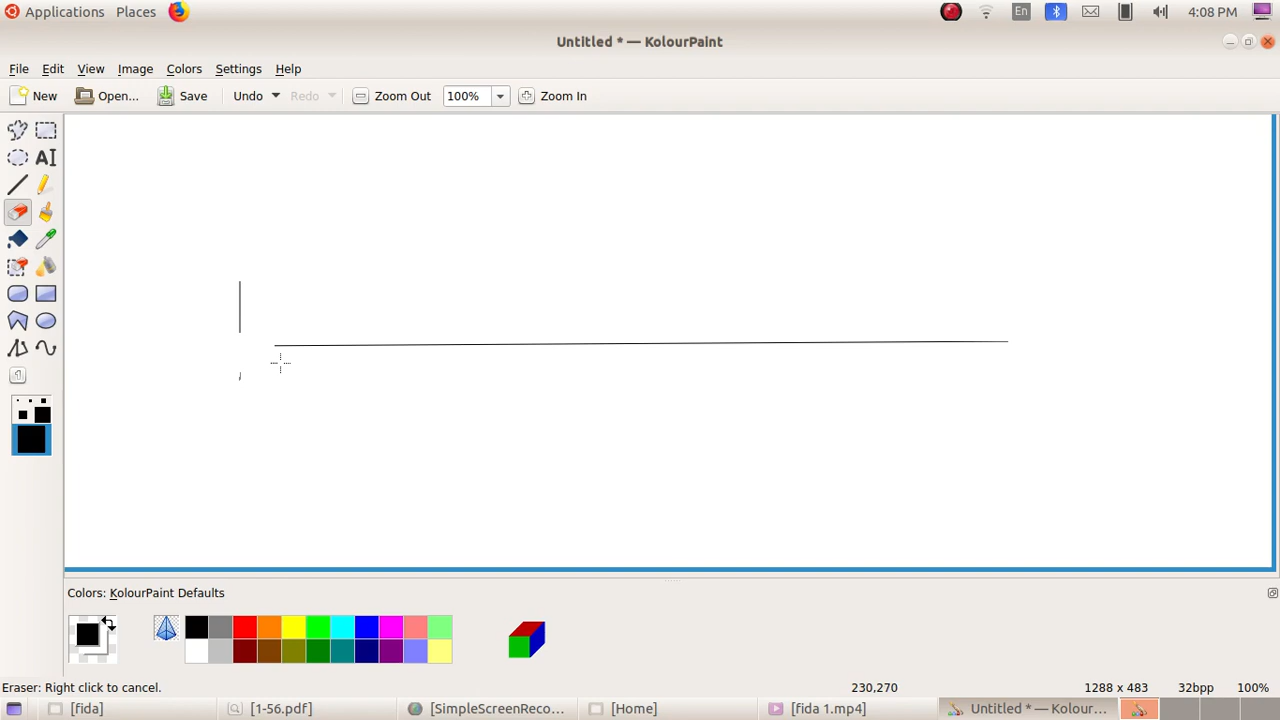 Applications Places En 4:08 PM
Untitled * — KolourPaint
File Edit View Image Colors Settings Help
New Open... Save Undo Redo Zoom Out 100% Zoom In
Colors: KolourPaint Defaults
Eraser: Right click to cancel. 230,270 1288 x 483 32bpp 100%
[fida] [1-56.pdf] [SimpleScreenReco... [Home] [fida 1.mp4] Untitled * — Kolour...